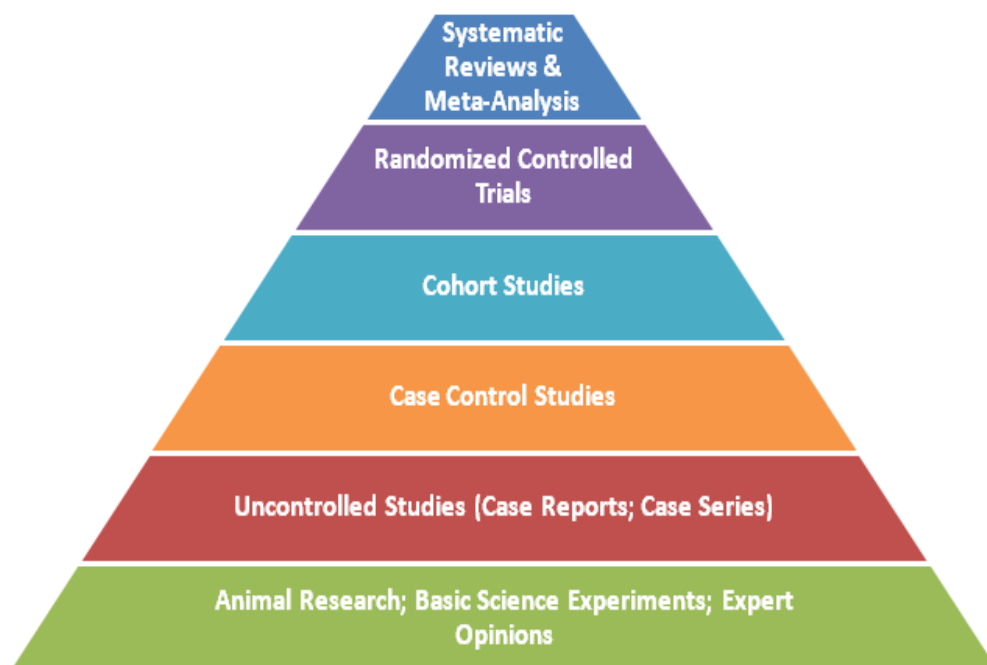 Systematic
Reviews &
Meta-Analysis
Randomized Controlled
Trials
Cohort Studies
Case Control Studies
Uncontrolled Studies (Case Reports; Case Series)
Animal Research; Basic Science Experiments; Expert
Opinions